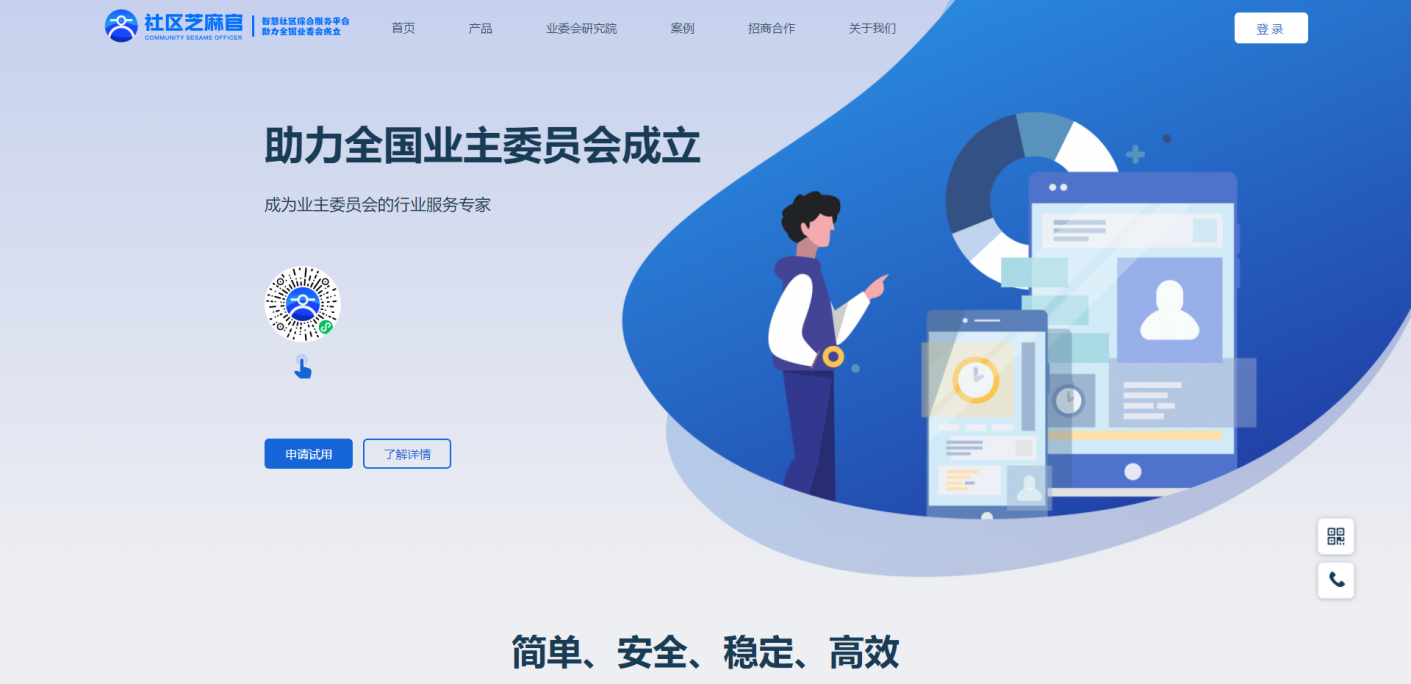 社区芝麻官
COMMUNITY SESAME OFFICER
智慧社区综合服务平台
助力全国业委会成立
首页
产品
业委会研究院
案例
招商合作
关于我们
登 录
助力全国业主委员会成立
成为业主委员会的行业服务专家
申请试用
了解详情
简单、安全、稳定、高效